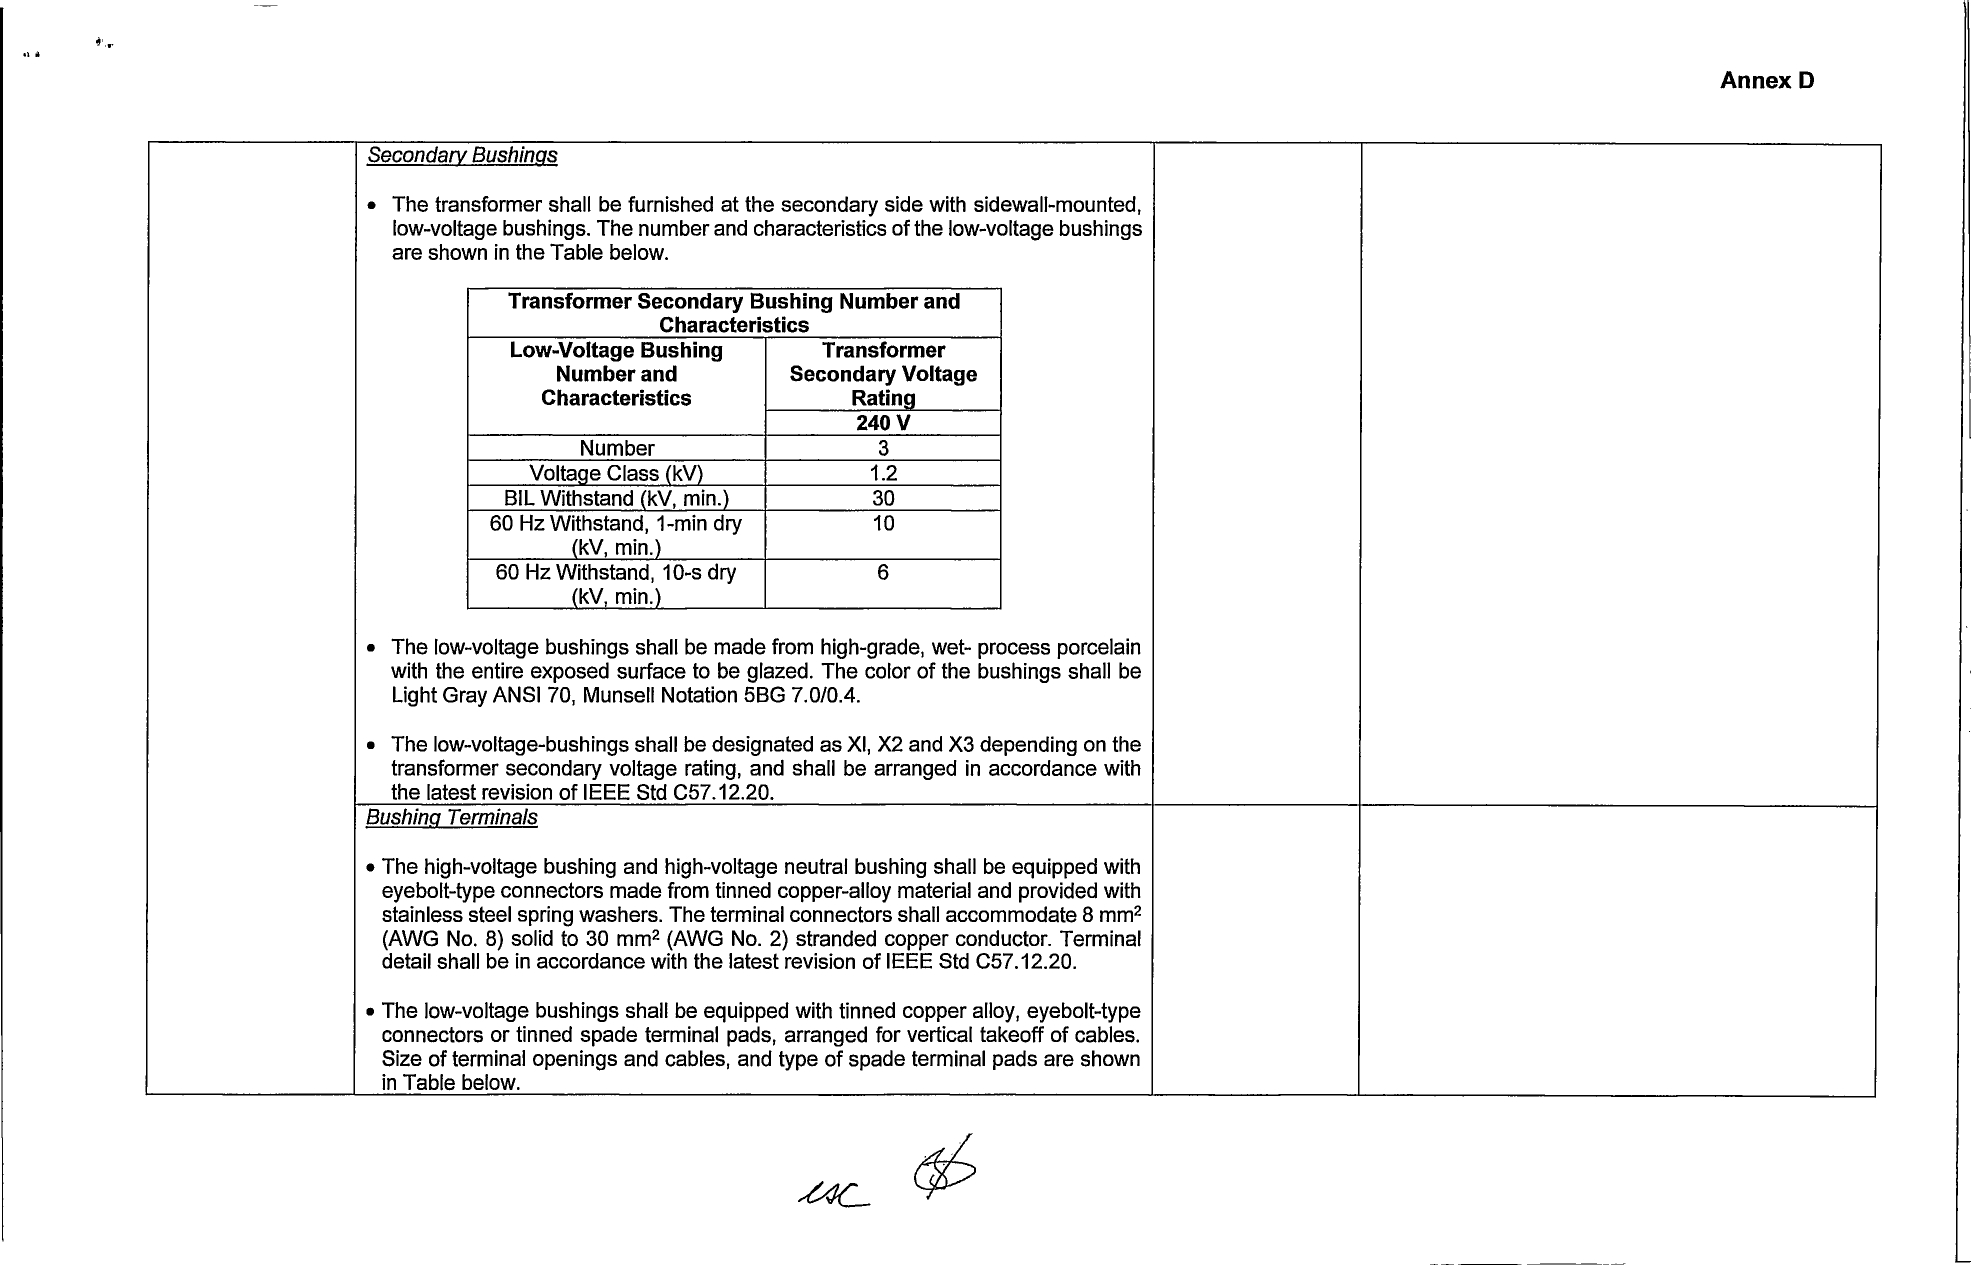 Annex D
Secondary Bushings
• The transformer shall be furnished at the secondary side with sidewall-mounted,
low-voltage bushings. The number and characteristics of the low-voltage bushings
are shown in the Table below.
Transformer Secondary Bushing Number and
Characteristics
Low-Voltage Bushing
Number and
Characteristics
Transformer
Secondary Voltage
Rating
240 V
Number 3
Voltage Class (kV) 1.2
BIL Withstand (kV, min.) 30
60 Hz Withstand, 1-min dry 10
(kV, min.)
60 Hz Withstand, 10-s dry 6
(kV, min.)
• The low-voltage bushings shall be made from high-grade, wet- process porcelain
with the entire exposed surface to be glazed. The color of the bushings shall be
Light Gray ANSI 70, Munsell Notation 5BG 7.0/0.4.
• The low-voltage-bushings shall be designated as XI, X2 and X3 depending on the
transformer secondary voltage rating, and shall be arranged in accordance with
the latest revision of IEEE Std C57.12.20.
Bushing Terminals
• The high-voltage bushing and high-voltage neutral bushing shall be equipped with
eyebolt-type connectors made from tinned copper-alloy material and provided with
stainless steel spring washers. The terminal connectors shall accommodate 8 mm²
(AWG No. 8) solid to 30 mm² (AWG No. 2) stranded copper conductor. Terminal
detail shall be in accordance with the latest revision of IEEE Std C57.12.20.
• The low-voltage bushings shall be equipped with tinned copper alloy, eyebolt-type
connectors or tinned spade terminal pads, arranged for vertical takeoff of cables.
Size of terminal openings and cables, and type of spade terminal pads are shown
in Table below.